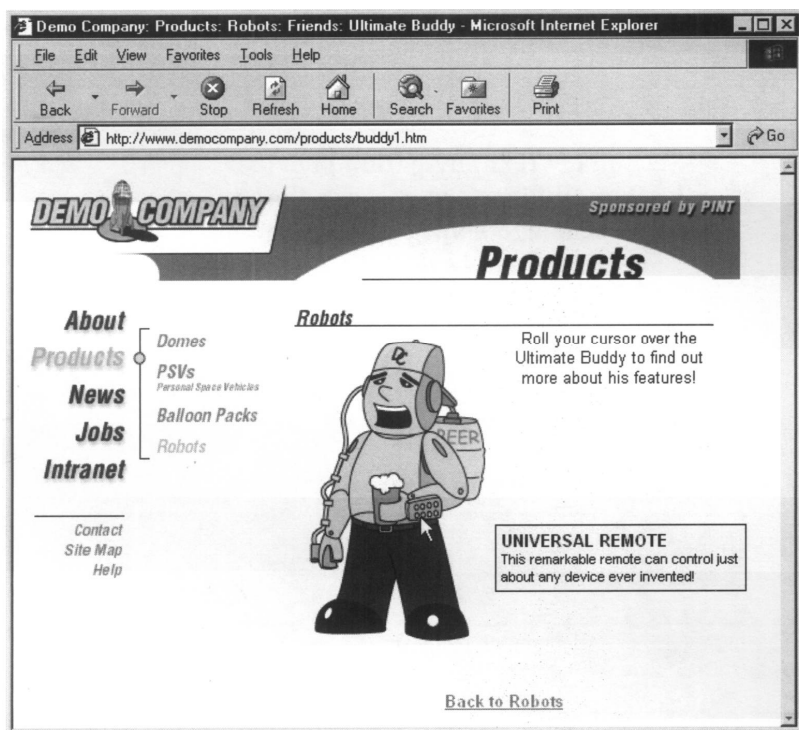 Demo Company: Products: Robots: Friends: Ultimate Buddy - Microsoft Internet Explorer
File Edit View Favorites Tools Help
Back Forward Stop Refresh Home Search Favorites Print
Address http://www.democompany.com/products/buddy1.htm Go
DEMO COMPANY
Sponsored by PINT
Products
About
Products
News
Jobs
Intranet
Contact
Site Map
Help
Domes
PSVs
Personal Space Vehicles
Balloon Packs
Robots
Robots
Roll your cursor over the
Ultimate Buddy to find out
more about his features!
DC
BEER
UNIVERSAL REMOTE
This remarkable remote can control just
about any device ever invented!
Back to Robots